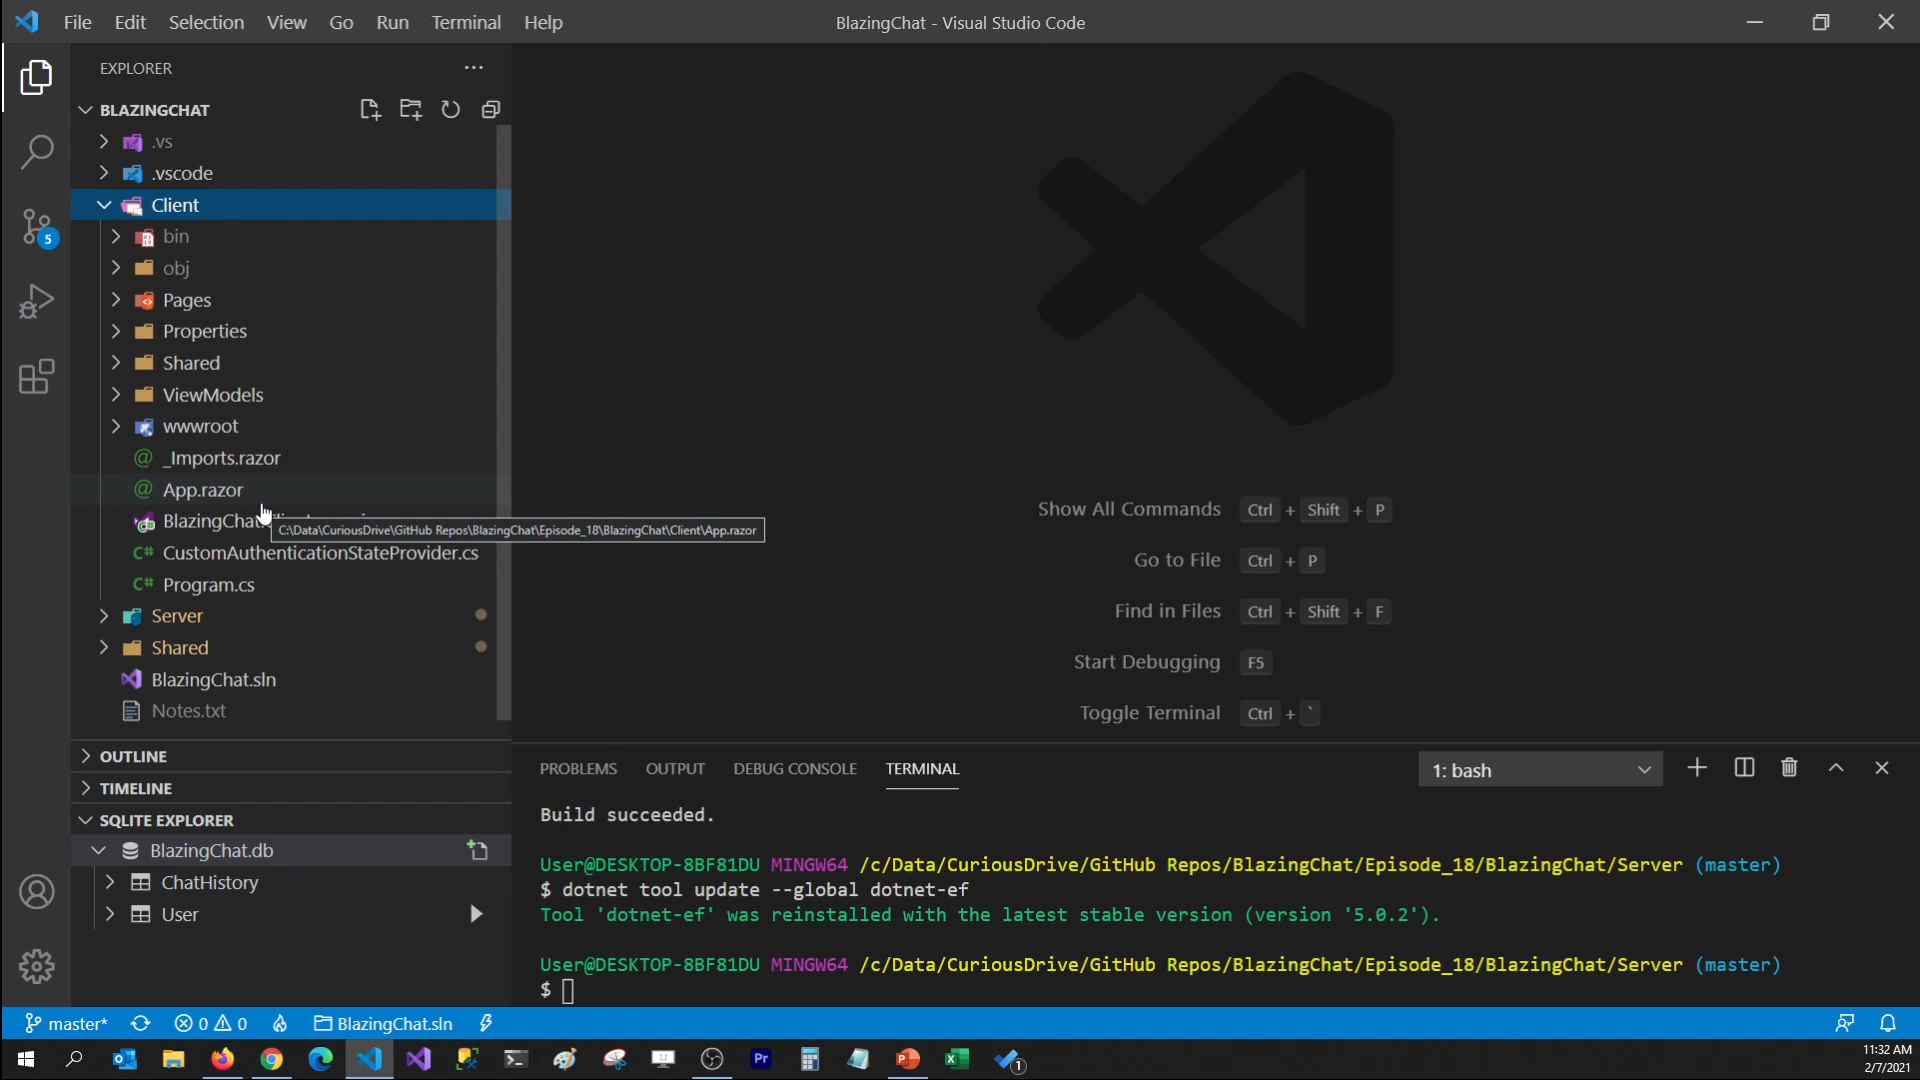 File Edit Selection View Go Run Terminal Help
BlazingChat - Visual Studio Code
EXPLORER
BLAZINGCHAT
.vs
.vscode
Client
bin
obj
Pages
Properties
Shared
ViewModels
wwwroot
_Imports.razor
App.razor
C:\Data\CuriousDrive\GitHub Repos\BlazingChat\Episode_18\BlazingChat\Client\App.razor
CustomAuthenticationStateProvider.cs
Program.cs
Server
Shared
BlazingChat.sln
Notes.txt
OUTLINE
TIMELINE
SQLITE EXPLORER
BlazingChat.db
ChatHistory
User
5
Show All Commands Ctrl + Shift + P
Go to File Ctrl + P
Find in Files Ctrl + Shift + F
Start Debugging F5
Toggle Terminal Ctrl + `
PROBLEMS OUTPUT DEBUG CONSOLE TERMINAL
1: bash
Build succeeded.
User@DESKTOP-8BF81DU MINGW64 /c/Data/CuriousDrive/GitHub Repos/BlazingChat/Episode_18/BlazingChat/Server (master)
$ dotnet tool update --global dotnet-ef
Tool 'dotnet-ef' was reinstalled with the latest stable version (version '5.0.2').
User@DESKTOP-8BF81DU MINGW64 /c/Data/CuriousDrive/GitHub Repos/BlazingChat/Episode_18/BlazingChat/Server (master)
$
master* 0 0 BlazingChat.sln
Pr
1
11:32 AM
2/7/2021